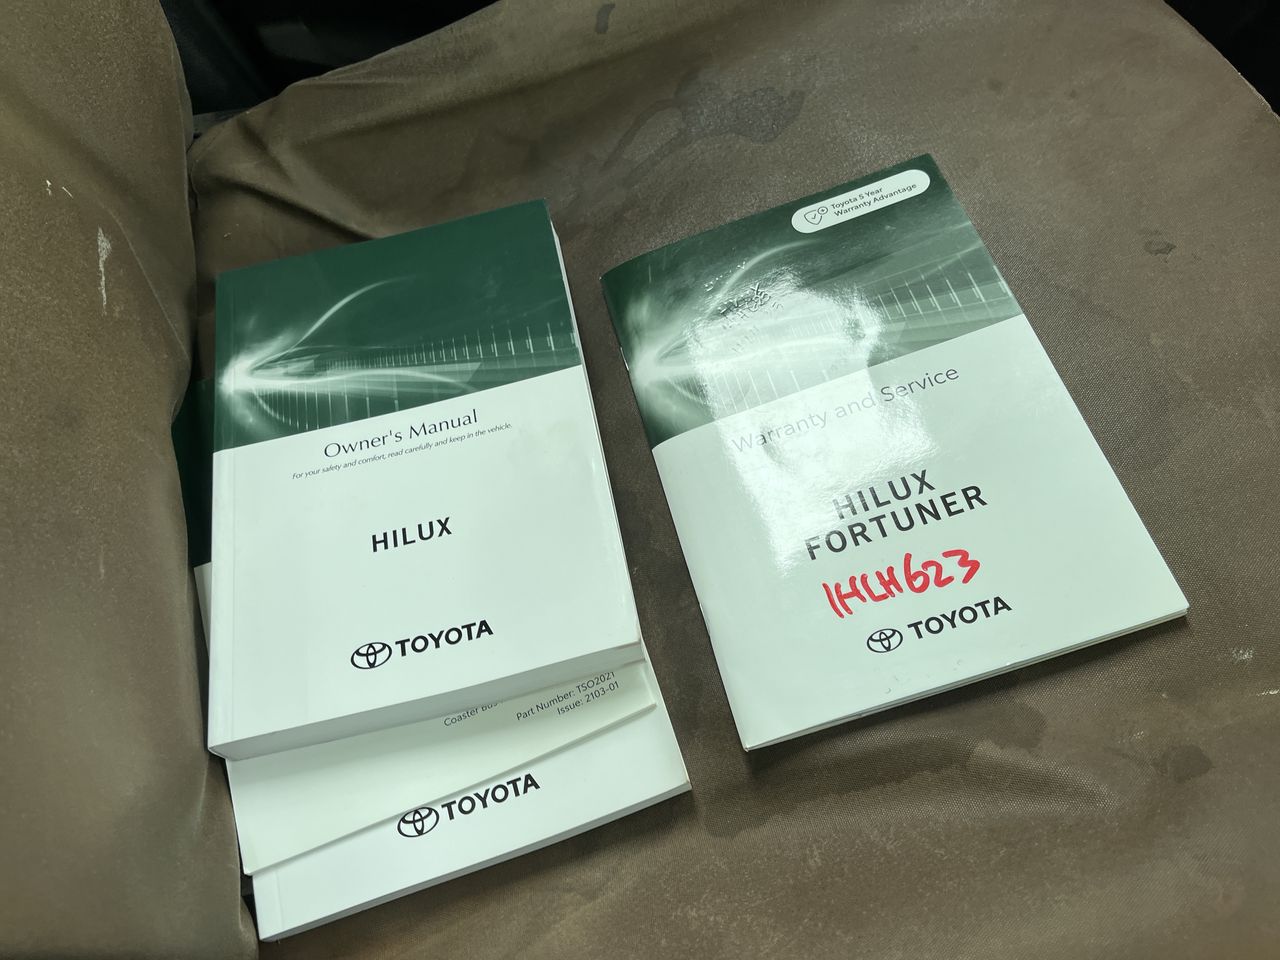 Owner's Manual
For your safety and comfort, read carefully and keep in the vehicle.
HILUX
TOYOTA
Coaster Bus
Part Number: TSO2021
Issue: 2103-01
TOYOTA
Toyota 5 Year
Warranty Advantage
Warranty and Service
HILUX
FORTUNER
1HLH623
TOYOTA